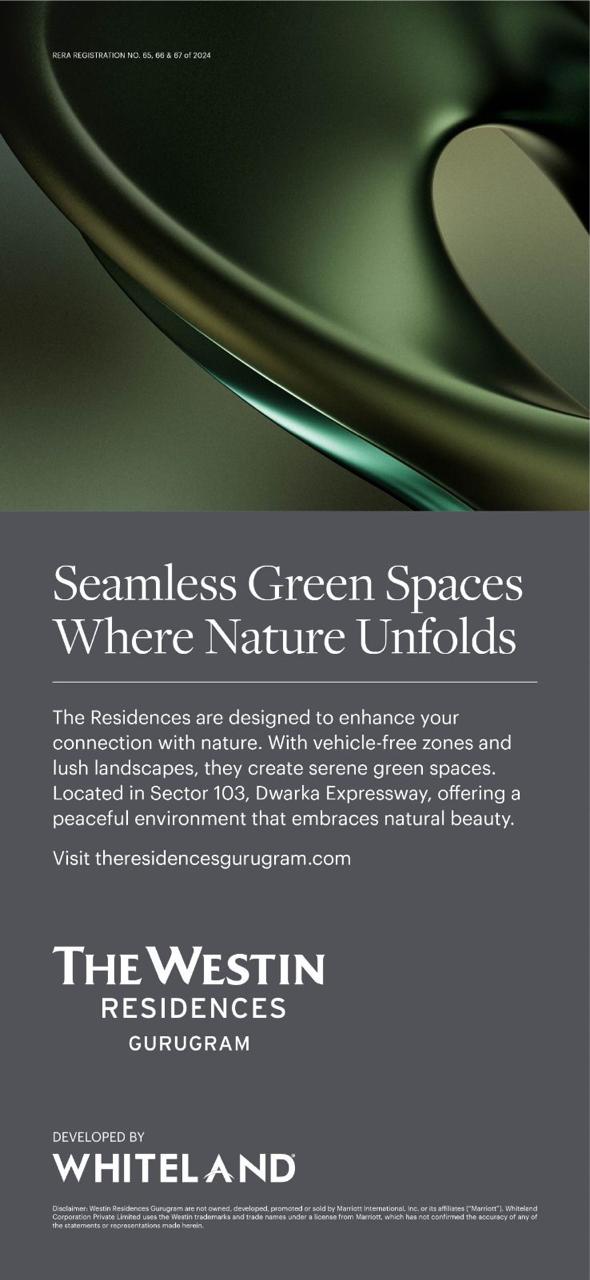 RERA REGISTRATION NO. 65, 66 & 67 of 2024
Seamless Green Spaces
Where Nature Unfolds
The Residences are designed to enhance your
connection with nature. With vehicle-free zones and
lush landscapes, they create serene green spaces.
Located in Sector 103, Dwarka Expressway, offering a
peaceful environment that embraces natural beauty.
Visit theresidencesgurugram.com
THE WESTIN
RESIDENCES
GURUGRAM
DEVELOPED BY
WHITELAND
Disclaimer: Westin Residences Gurugram are not owned, developed, promoted or sold by Marriott International, Inc. or its affiliates ("Marriott"). Whiteland
Corporation Private Limited uses the Westin trademarks and trade names under a license from Marriott, which has not confirmed the accuracy of any of
the statements or representations made herein.